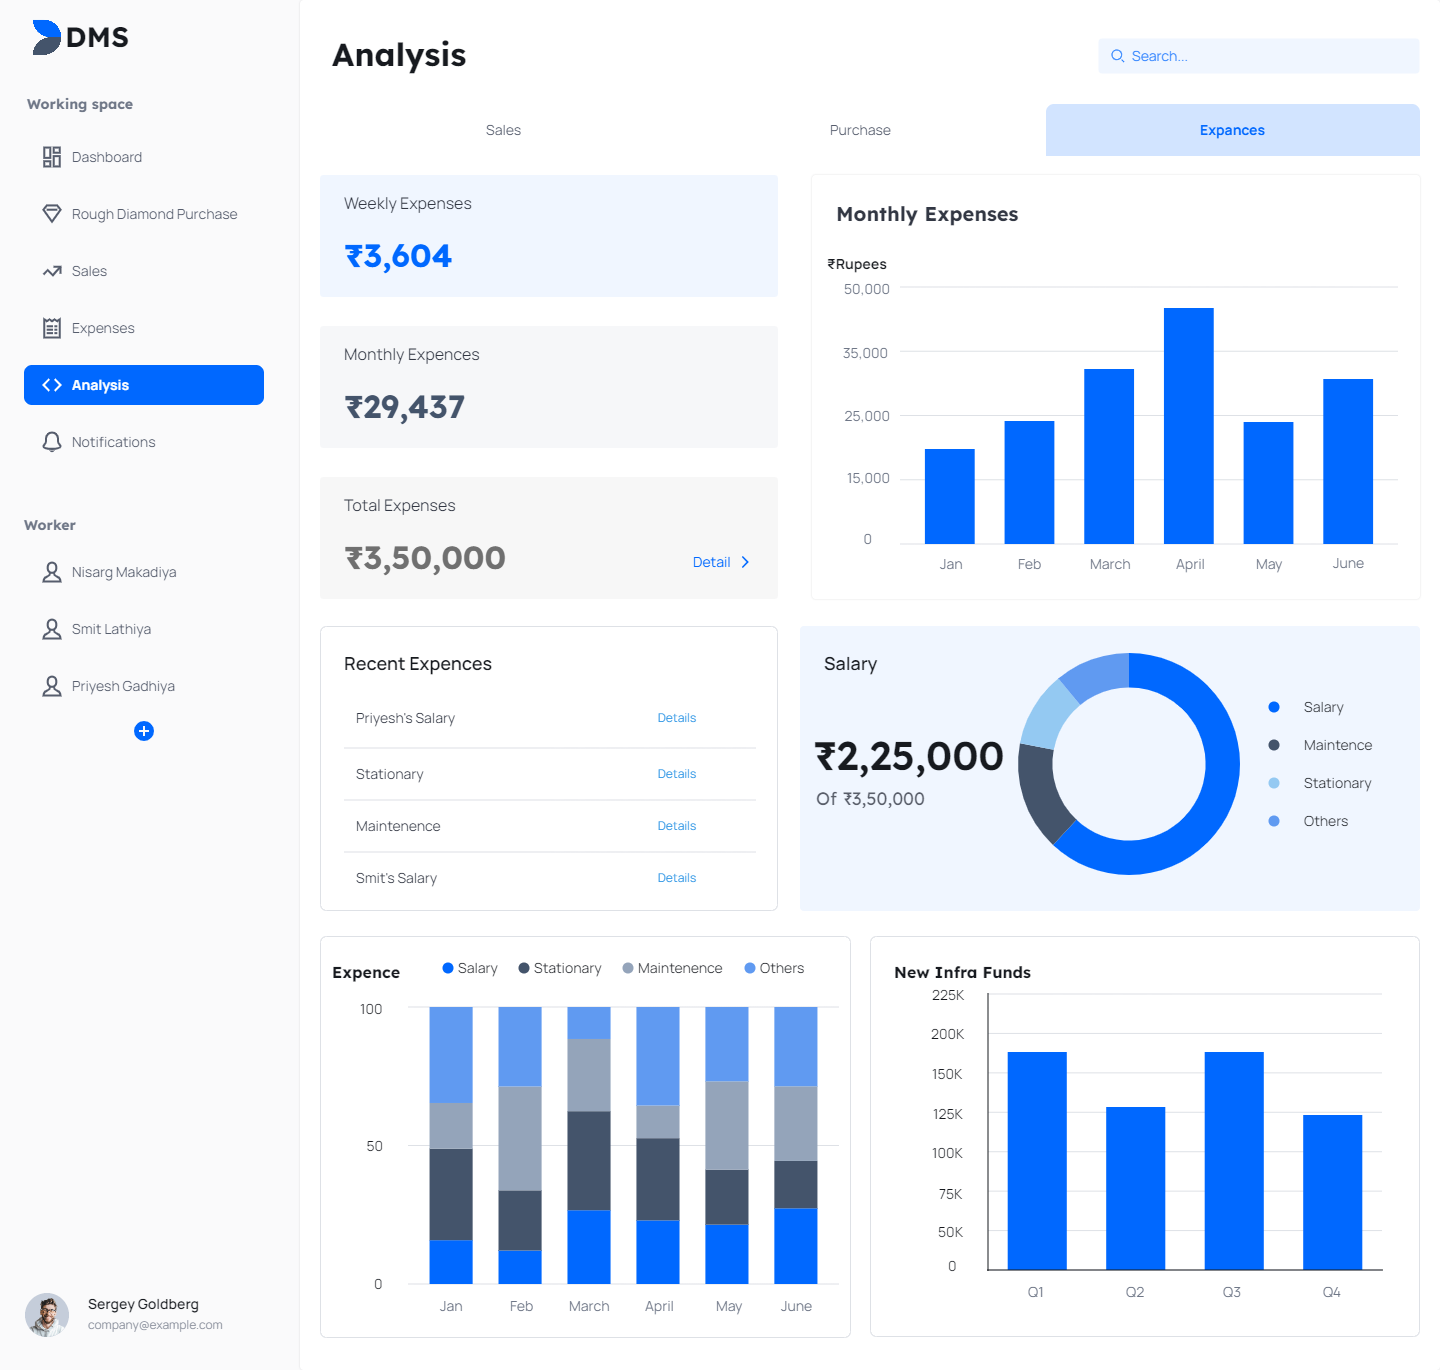 DMS
Working space
Dashboard
Rough Diamond Purchase
Sales
Expenses
Analysis
Notifications
Worker
Nisarg Makadiya
Smit Lathiya
Priyesh Gadhiya
Sergey Goldberg
company@example.com
Analysis
Search...
Sales
Purchase
Expances
Weekly Expenses
₹3,604
Monthly Expences
₹29,437
Total Expenses
₹3,50,000
Detail
Monthly Expenses
₹Rupees
50,000
35,000
25,000
15,000
0
Jan Feb March April May June
Recent Expences
Priyesh's Salary Details
Stationary Details
Maintenence Details
Smit's Salary Details
Salary
₹2,25,000
Of ₹3,50,000
Salary
Maintence
Stationary
Others
Expence
Salary Stationary Maintenence Others
100
50
0
Jan Feb March April May June
New Infra Funds
225K
200K
150K
125K
100K
75K
50K
0
Q1 Q2 Q3 Q4